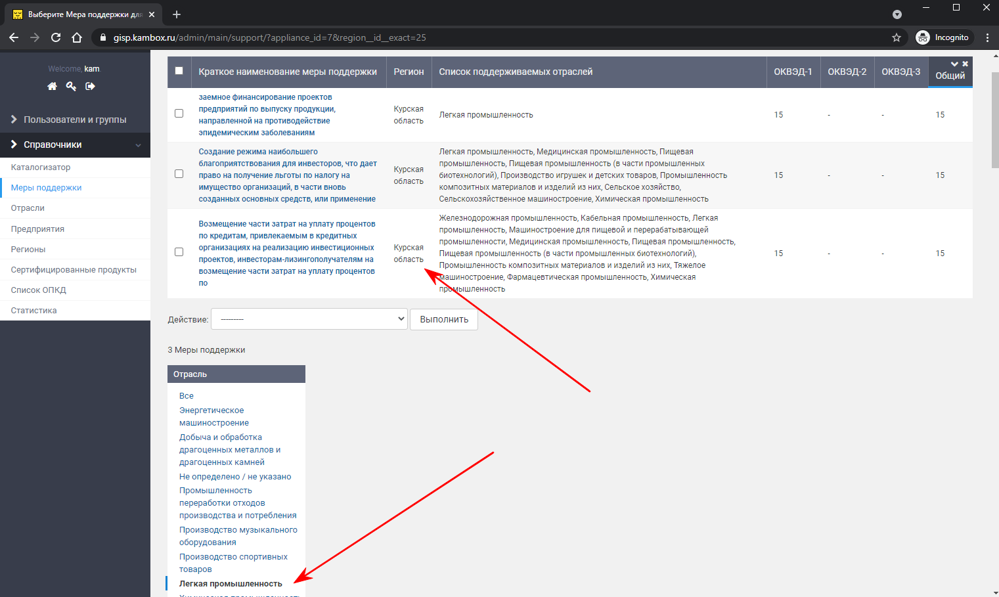 Выберите Мера поддержки для
Incognito
gisp.kambox.ru/admin/main/support/?appliance_id=7&region__id__exact=25
Welcome, kam.
Пользователи и группы
Справочники
Каталогизатор
Меры поддержки
Отрасли
Предприятия
Регионы
Сертифицированные продукты
Список ОПКД
Статистика
Краткое наименование меры поддержки
Регион
Список поддерживаемых отраслей
ОКВЭД-1
ОКВЭД-2
ОКВЭД-3
Общий
заемное финансирование проектов
предприятий по выпуску продукции,
направленной на противодействие
эпидемическим заболеваниям
Курская
область
Легкая промышленность
15
-
-
15
Создание режима наибольшего
благоприятствования для инвесторов, что дает
право на получение льготы по налогу на
имущество организаций, в части вновь
созданных основных средств, или применение
Курская
область
Легкая промышленность, Медицинская промышленность, Пищевая
промышленность, Пищевая промышленность (в части промышленных
биотехнологий), Производство игрушек и детских товаров, Промышленность
композитных материалов и изделий из них, Сельское хозяйство,
Сельскохозяйственное машиностроение, Химическая промышленность
15
-
-
15
Возмещение части затрат на уплату процентов
по кредитам, привлекаемым в кредитных
организациях на реализацию инвестиционных
проектов, инвесторам-лизингополучателям на
возмещение части затрат на уплату процентов
по
Курская
область
Железнодорожная промышленность, Кабельная промышленность, Легкая
промышленность, Машиностроение для пищевой и перерабатывающей
промышленности, Медицинская промышленность, Пищевая промышленность,
Пищевая промышленность (в части промышленных биотехнологий),
Промышленность композитных материалов и изделий из них, Тяжелое
машиностроение, Фармацевтическая промышленность, Химическая
промышленность
15
-
-
15
Действие:
---------
Выполнить
3 Меры поддержки
Отрасль
Все
Энергетическое
машиностроение
Добыча и обработка
драгоценных металлов и
драгоценных камней
Не определено / не указано
Промышленность
переработки отходов
производства и потребления
Производство музыкального
оборудования
Производство спортивных
товаров
Легкая промышленность